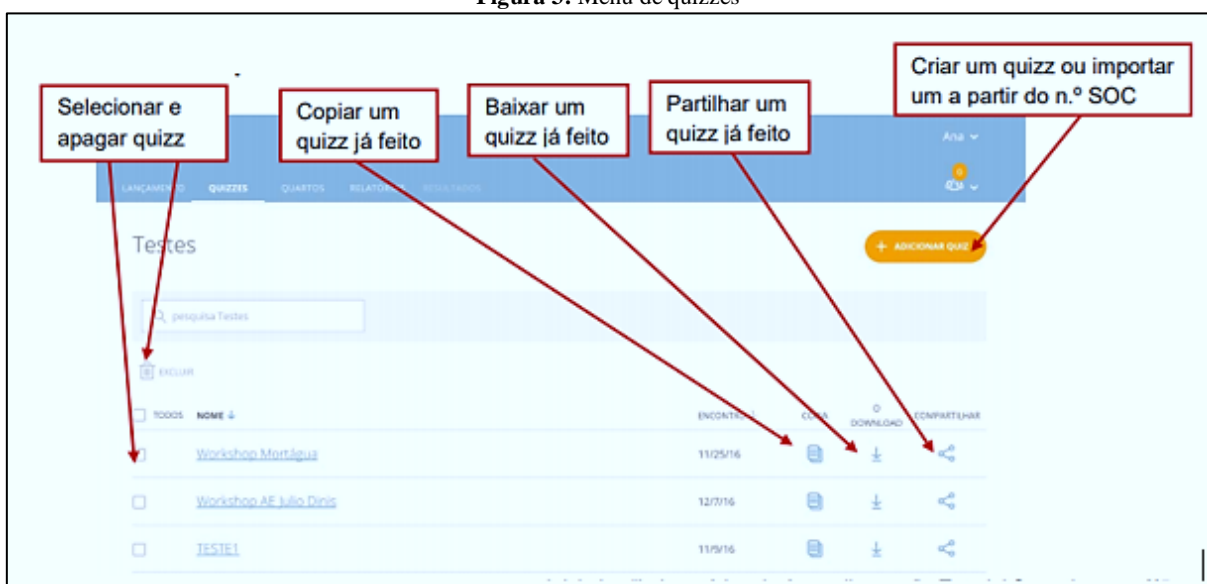 Figura 5: Menu de quizzes
Selecionar e
apagar quizz
Copiar um
quizz já feito
Baixar um
quizz já feito
Partilhar um
quizz já feito
Criar um quizz ou importar
um a partir do n.º SOC
Ana
LANÇAMENTO QUIZZES QUARTOS RELATÓRIOS RESULTADOS
Testes
+ ADICIONAR QUIZ
pesquisa Testes
EXCLUIR
TODOS NOME ENCONTRO O DOWNLOAD COMPARTILHAR
Workshop Mortágua 11/25/16
Workshop AE Julio Dinis 12/7/16
TESTE1 11/9/16